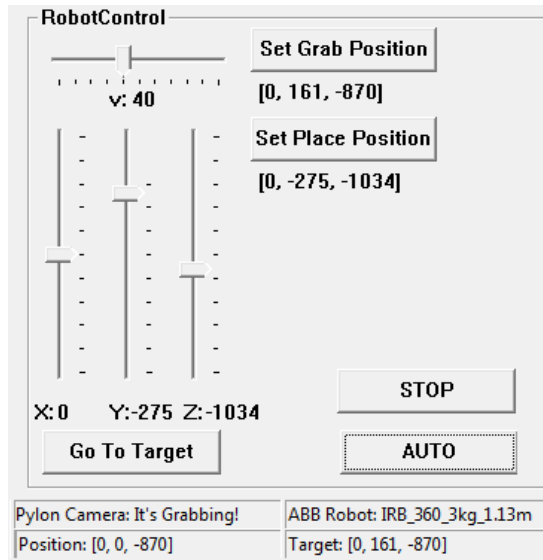 RobotControl
Set Grab Position
v: 40
[0, 161, -870]
Set Place Position
[0, -275, -1034]
X:0 Y:-275 Z:-1034
STOP
Go To Target
AUTO
Pylon Camera: It's Grabbing!
ABB Robot: IRB_360_3kg_1.13m
Position: [0, 0, -870]
Target: [0, 161, -870]